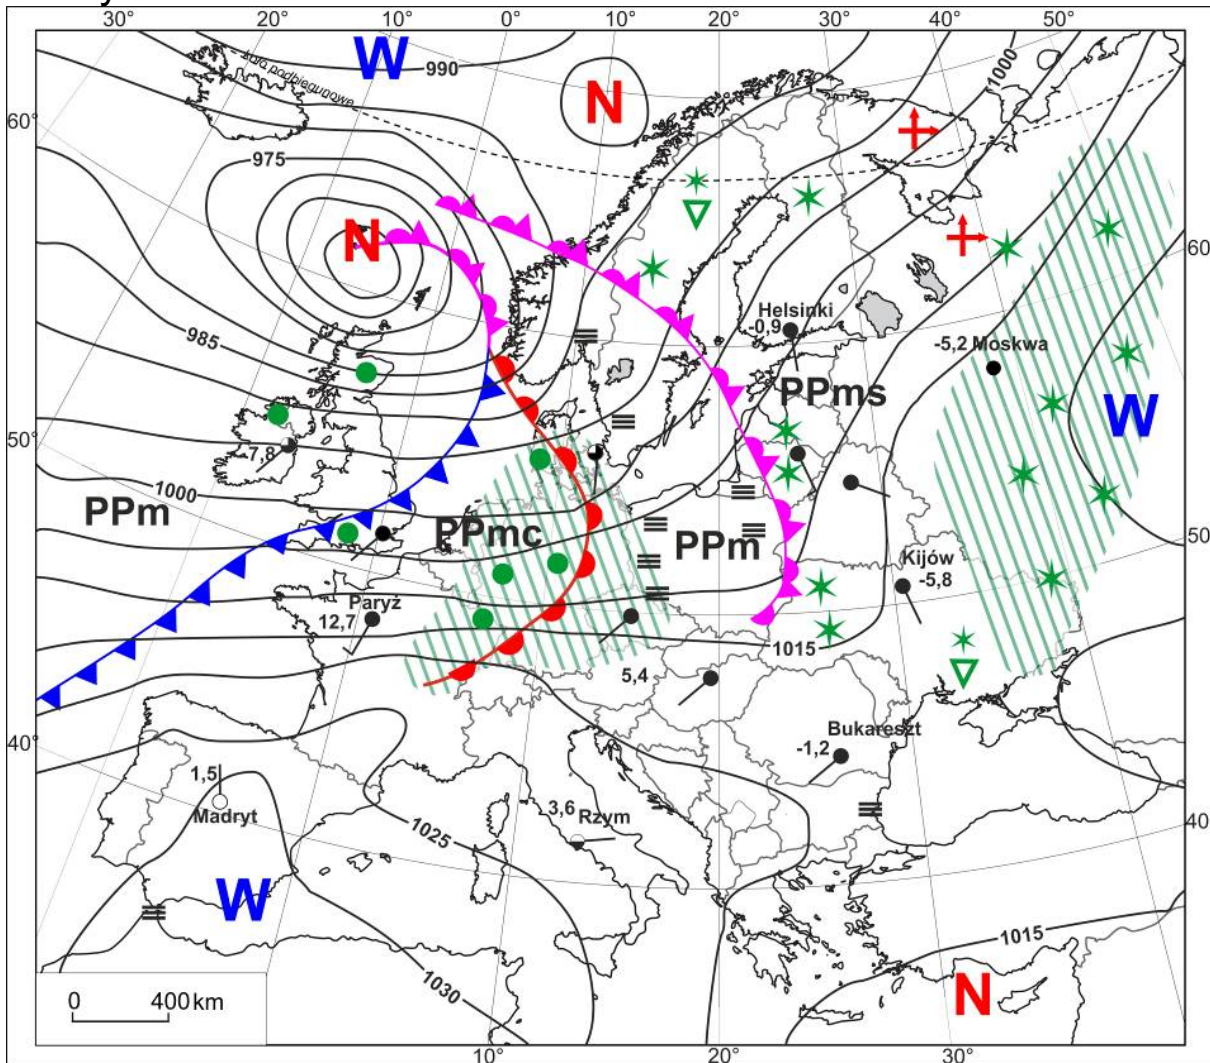 30° 20° 10° 0° 10° 20° 30° 40° 50°
W
990
koło podbiegunowe
N
1000
60°
975
N
60°
985
Helsinki
-0,9
-5,2 Moskwa
PPms
W
50°
7,8
1000
PPm
PPmc
PPm
50°
Kijów
-5,8
Paryż
12,7
1015
5,4
40°
Bukareszt
-1,2
1,5
Madryt
3,6 Rzym
1025
40°
W
1015
1030
N
0 400 km
10° 20° 30°